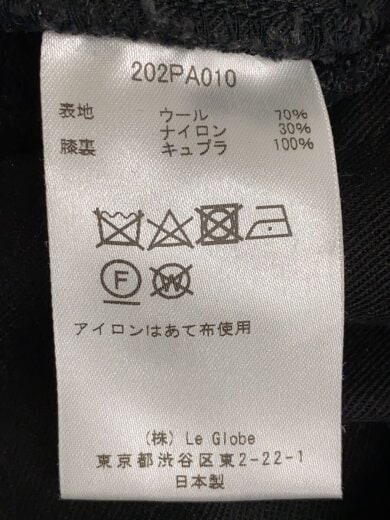 202PA010
表地 ウール 70%
ナイロン 30%
膝裏 キュプラ 100%
F W
アイロンはあて布使用
(株) Le Globe
東京都渋谷区東2-22-1
日本製